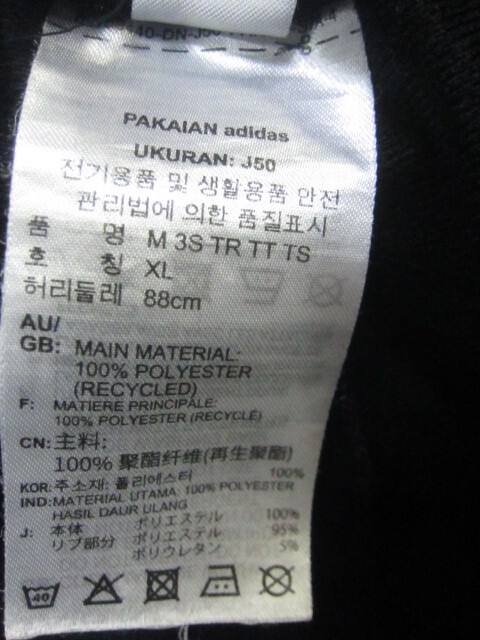 PAKAIAN adidas
UKURAN: J50
전기용품 및 생활용품 안전
관리법에 의한 품질표시
품 명 M 3S TR TT TS
호 칭 XL
허리둘레 88cm
AU/
GB: MAIN MATERIAL:
100% POLYESTER
(RECYCLED)
F: MATIERE PRINCIPALE:
100% POLYESTER (RECYCLÉ)
CN: 主料:
100% 聚酯纤维(再生聚酯)
KOR: 주소재: 폴리에스터 100%
IND: MATERIAL UTAMA: 100% POLYESTER
HASIL DAUR ULANG
J: 本体 ポリエステル 100%
リブ部分 ポリエステル 95%
ポリウレタン 5%
40